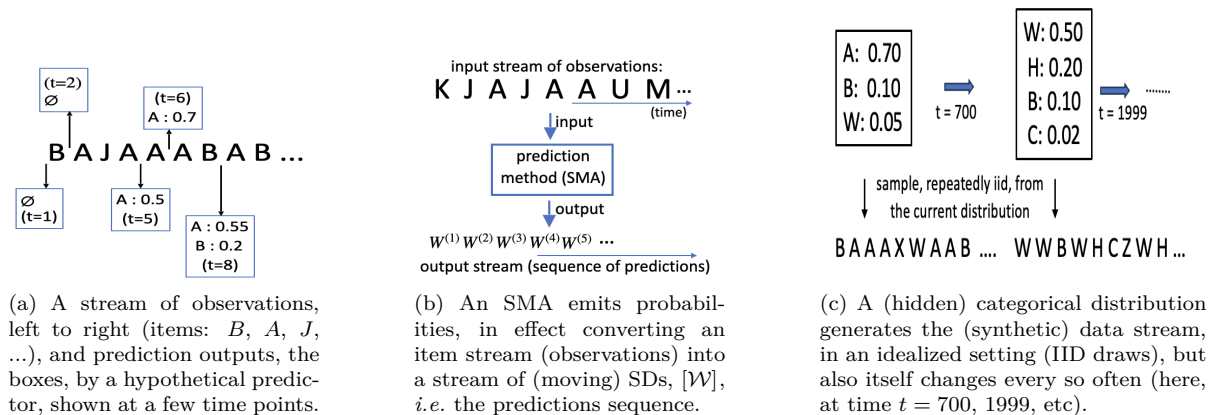 (t=2)
∅
(t=6)
A : 0.7
B A J A A A B A B ...
∅
(t=1)
A : 0.5
(t=5)
A : 0.55
B : 0.2
(t=8)
(a) A stream of observations,
left to right (items: B, A, J,
...), and prediction outputs, the
boxes, by a hypothetical predic-
tor, shown at a few time points.
input stream of observations:
K J A J A A U M ...
(time)
input
prediction
method (SMA)
output
W(1) W(2) W(3) W(4) W(5) ...
output stream (sequence of predictions)
(b) An SMA emits probabil-
ities, in effect converting an
item stream (observations) into
a stream of (moving) SDs, [W],
i.e. the predictions sequence.
A: 0.70
B: 0.10
W: 0.05
t = 700
W: 0.50
H: 0.20
B: 0.10
C: 0.02
t = 1999
........
sample, repeatedly iid, from
the current distribution
B A A A X W A A B .... W W B W H C Z W H ...
(c) A (hidden) categorical distribution
generates the (synthetic) data stream,
in an idealized setting (IID draws), but
also itself changes every so often (here,
at time t = 700, 1999, etc).